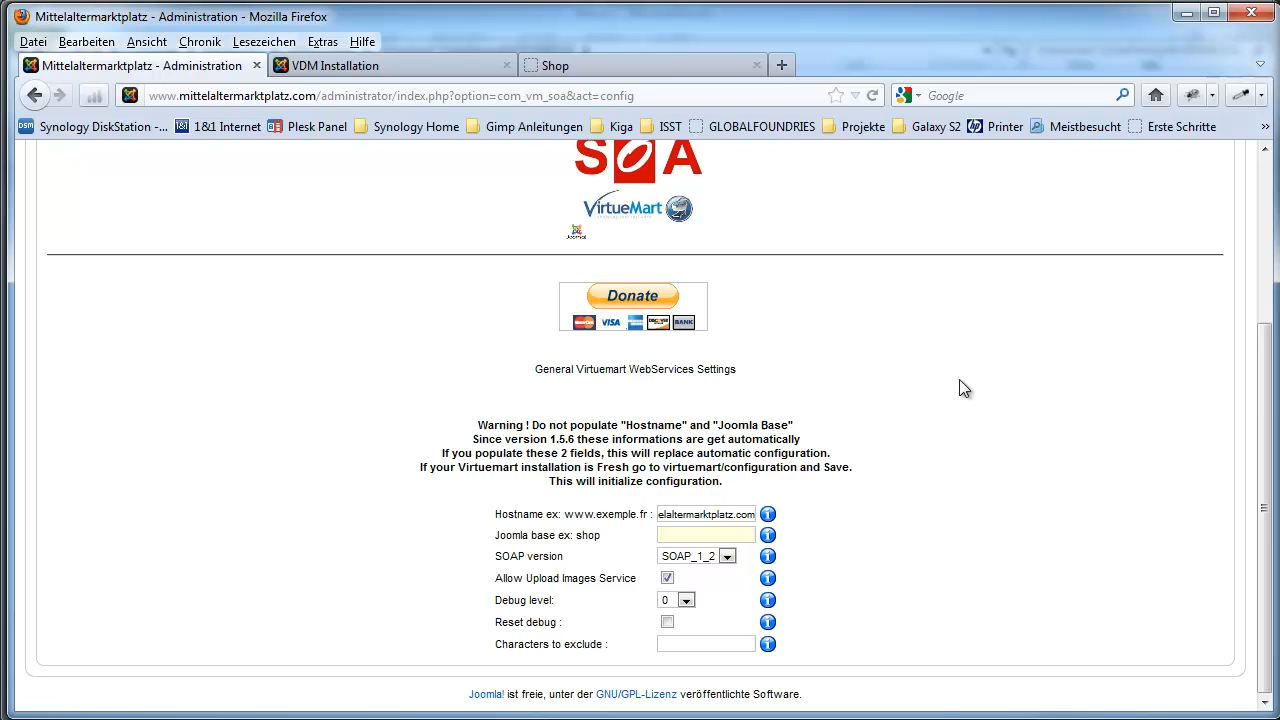 Mittelaltermarktplatz - Administration - Mozilla Firefox
Datei Bearbeiten Ansicht Chronik Lesezeichen Extras Hilfe
Mittelaltermarktplatz - Administration VDM Installation Shop
www.mittelaltermarktplatz.com/administrator/index.php?option=com_vm_soa&act=config Google
Synology DiskStation -... 1&1 Internet Plesk Panel Synology Home Gimp Anleitungen Kiga ISST GLOBALFOUNDRIES Projekte Galaxy S2 Printer Meistbesucht Erste Schritte
SOA
VirtueMart
Joomla!
Donate
VISA DISCOVER BANK
General Virtuemart WebServices Settings
Warning ! Do not populate "Hostname" and "Joomla Base"
Since version 1.5.6 these informations are get automatically
If you populate these 2 fields, this will replace automatic configuration.
If your Virtuemart installation is Fresh go to virtuemart/configuration and Save.
This will initialize configuration.
Hostname ex: www.exemple.fr : elaltermarktplatz.com
Joomla base ex: shop
SOAP version SOAP_1_2
Allow Upload Images Service
Debug level: 0
Reset debug :
Characters to exclude :
Joomla! ist freie, unter der GNU/GPL-Lizenz veröffentlichte Software.